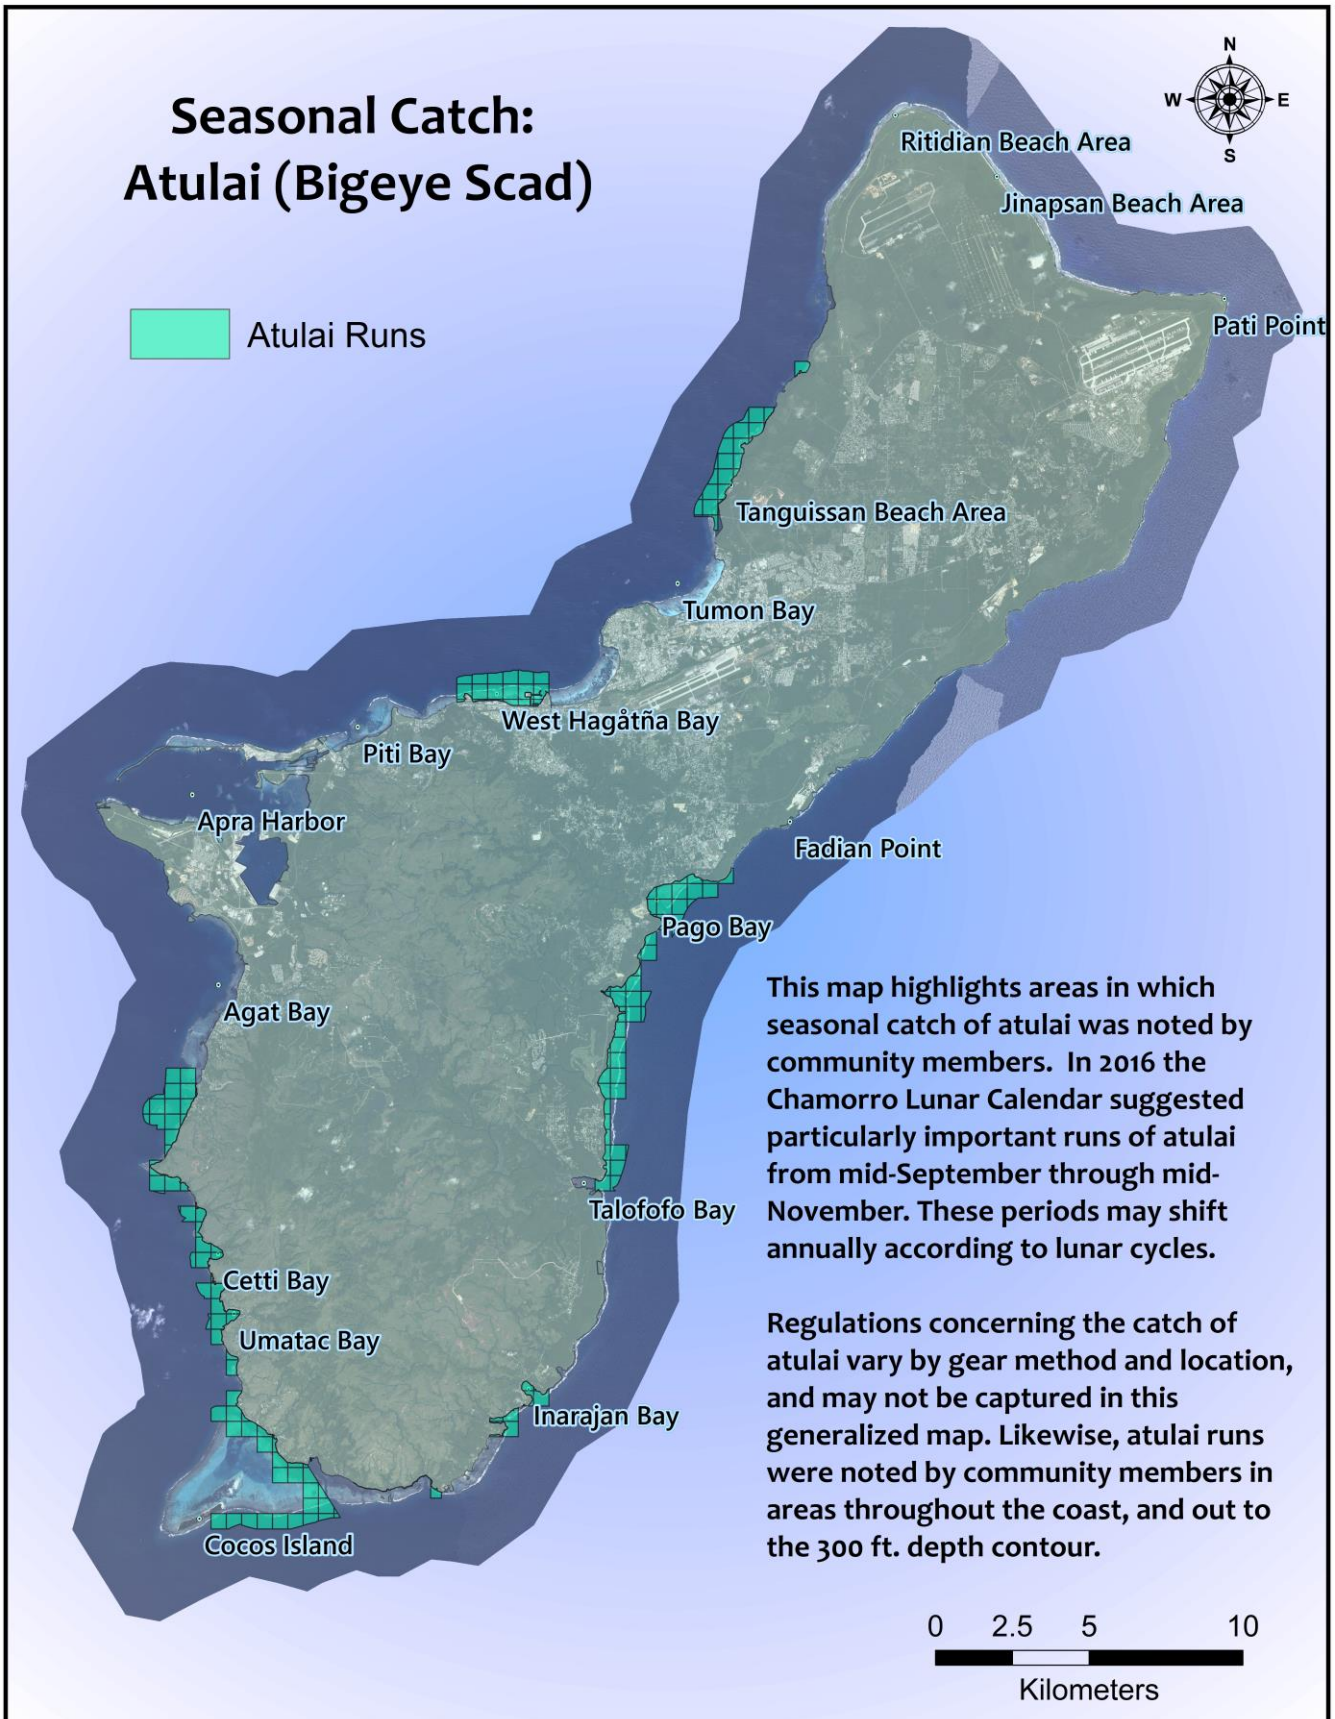 Seasonal Catch:
Atulai (Bigeye Scad)
Atulai Runs
N
W
E
S
Ritidian Beach Area
Jinapsan Beach Area
Pati Point
Tanguissan Beach Area
Tumon Bay
West Hagåtña Bay
Piti Bay
Apra Harbor
Fadian Point
Pago Bay
Agat Bay
Talofofo Bay
Cetti Bay
Umatac Bay
Inarajan Bay
Cocos Island
This map highlights areas in which
seasonal catch of atulai was noted by
community members. In 2016 the
Chamorro Lunar Calendar suggested
particularly important runs of atulai
from mid-September through mid-
November. These periods may shift
annually according to lunar cycles.
Regulations concerning the catch of
atulai vary by gear method and location,
and may not be captured in this
generalized map. Likewise, atulai runs
were noted by community members in
areas throughout the coast, and out to
the 300 ft. depth contour.
0 2.5 5 10
Kilometers